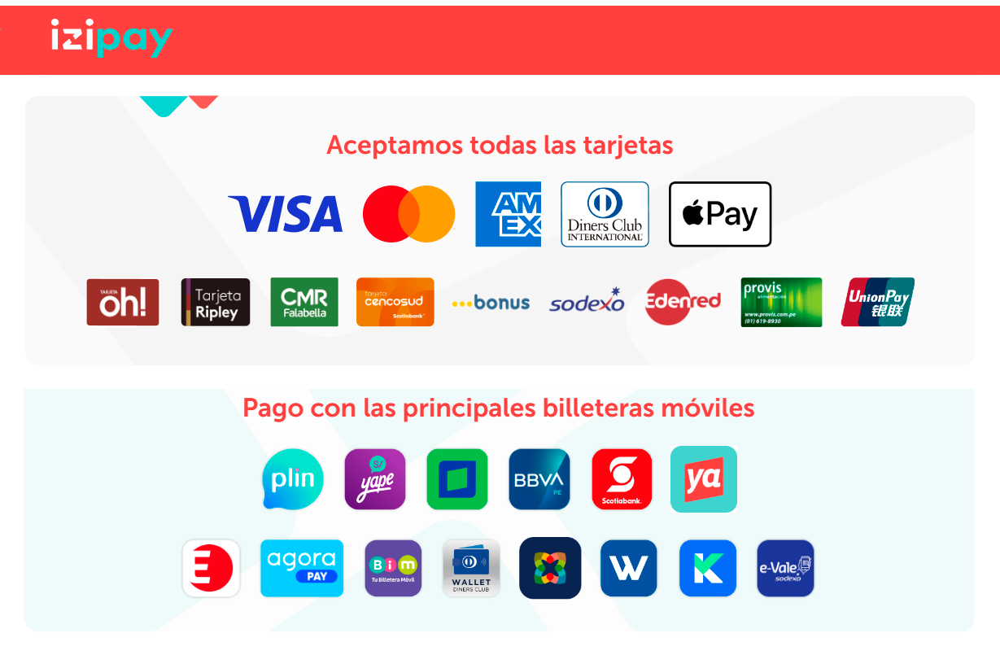 izipay
Aceptamos todas las tarjetas
VISA
AM
EX
Diners Club
INTERNATIONAL
Pay
TARJETA
oh!
Tarjeta
Ripley
CMR
Falabella
tarjeta
cencosud
Scotiabank
bonus
sodexo
Edenred
provis
alimentación
www.provis.com.pe
(01) 619-8930
UnionPay
银联
Pago con las principales billeteras móviles
plin
S/
yape
BBVA
PE
S
Scotiabank.
ya
E
agora
PAY
Bim
Tu Billetera Móvil
WALLET
DINERS CLUB
W
K
e-Vale
sodexo